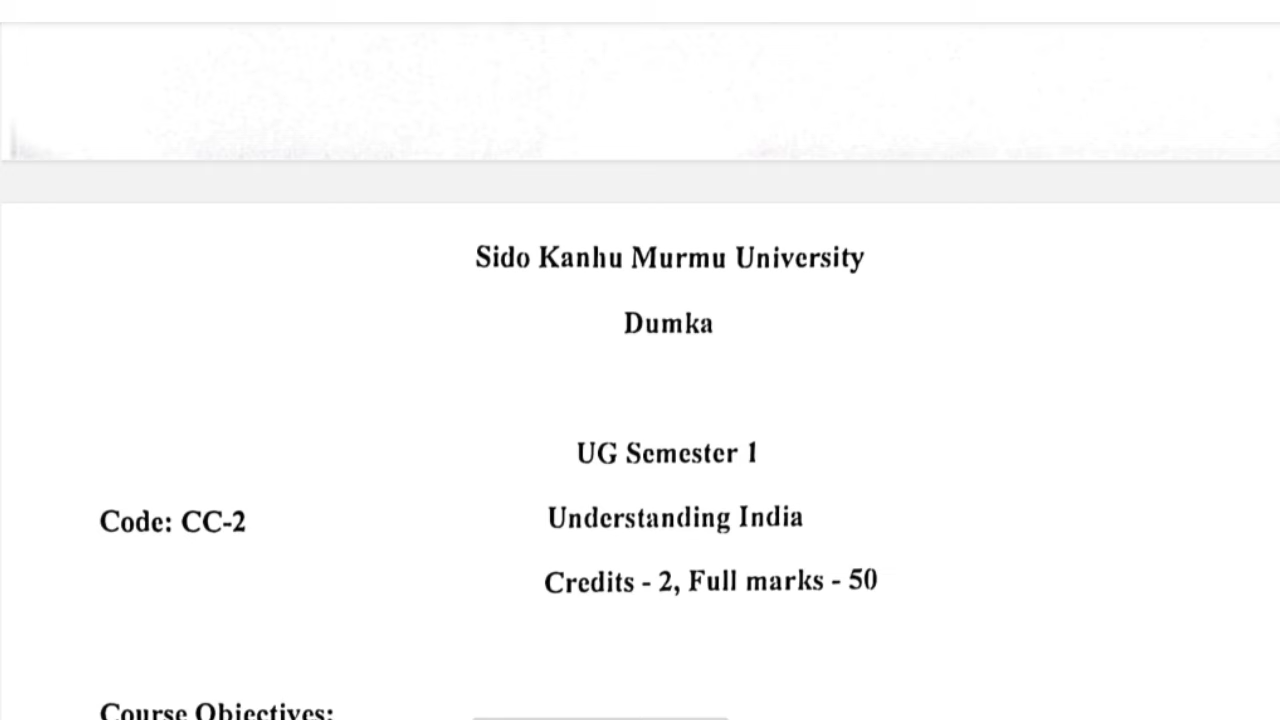 Sido Kanhu Murmu University
Dumka
UG Semester 1
Code: CC-2
Understanding India
Credits - 2, Full marks - 50
Course Objectives: